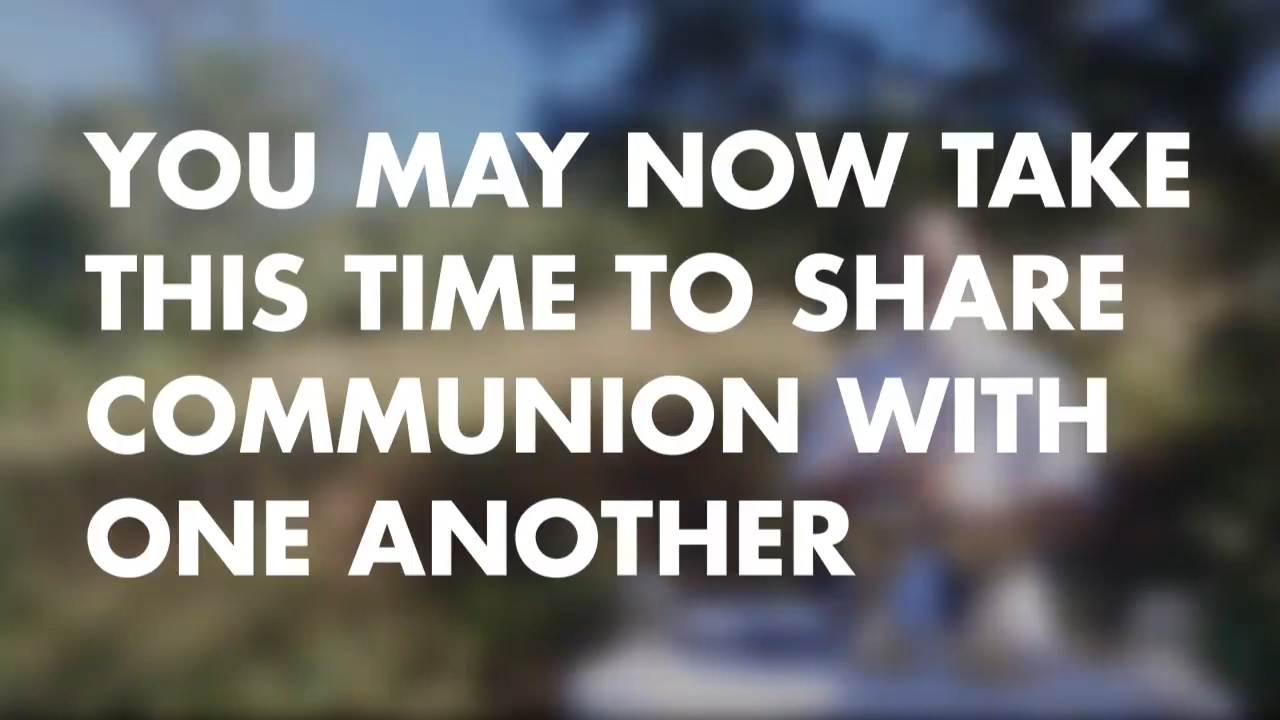 YOU MAY NOW TAKE
THIS TIME TO SHARE
COMMUNION WITH
ONE ANOTHER